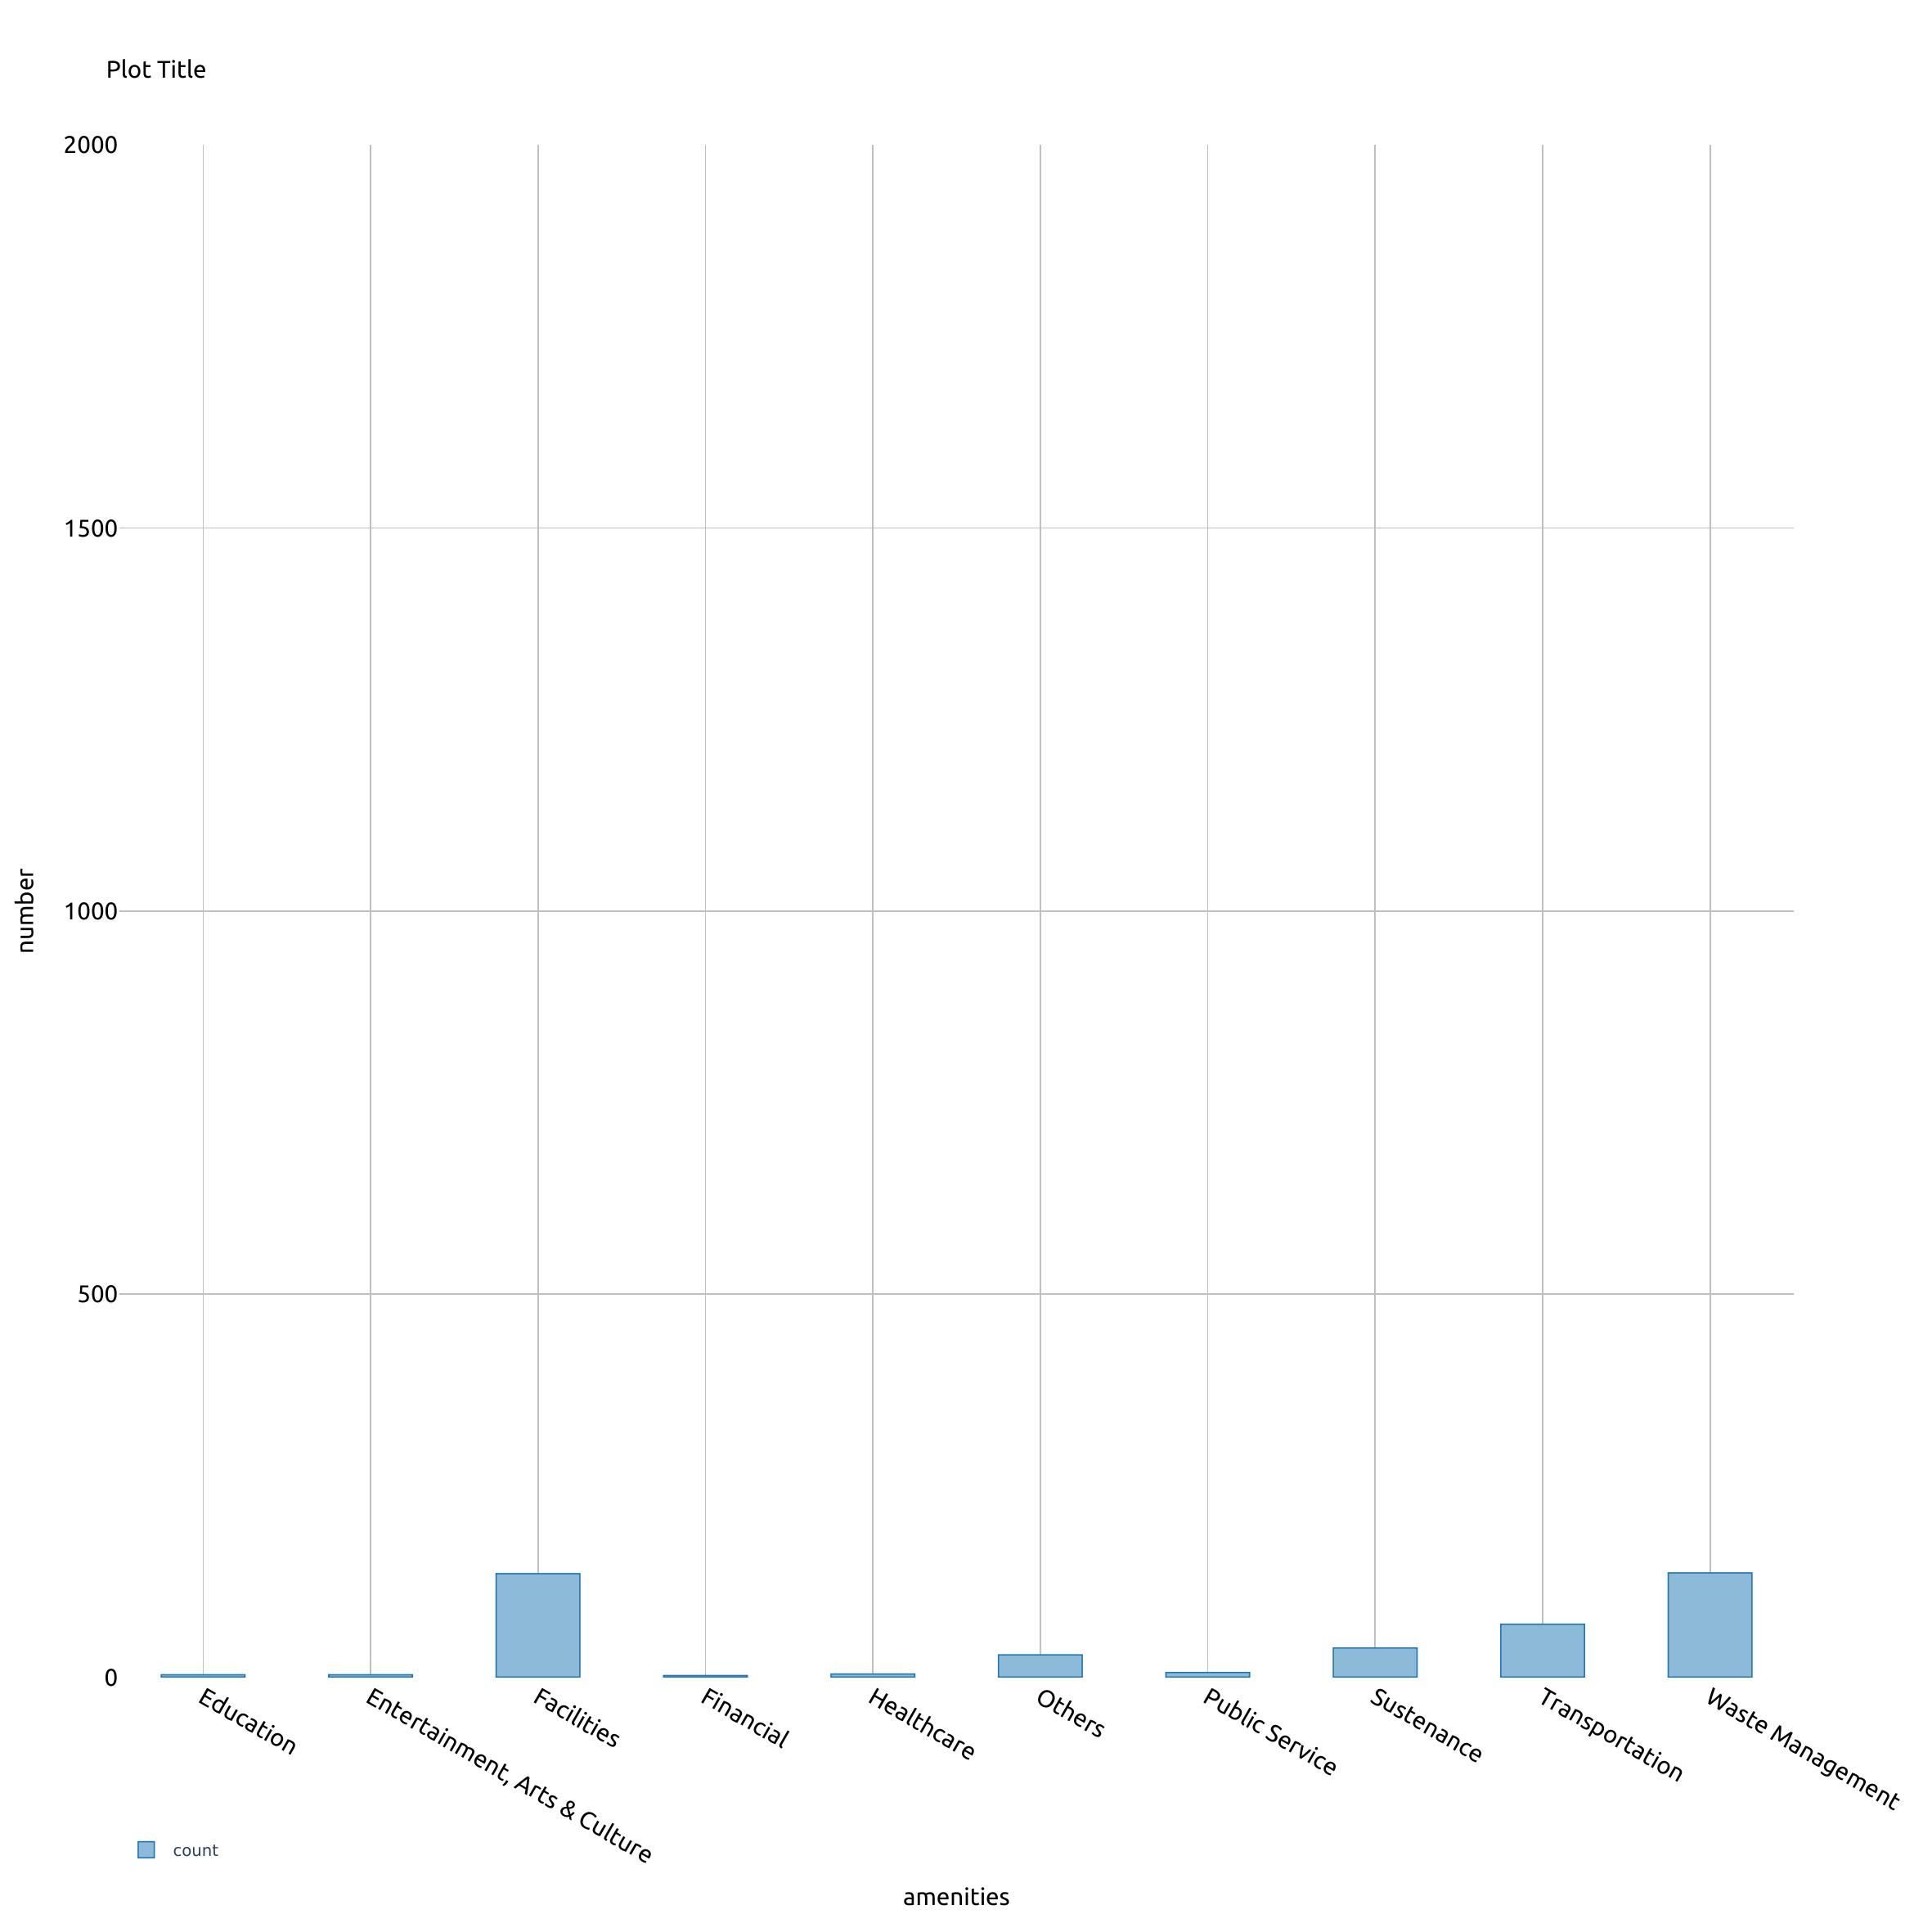 Plot Title
2000
1500
1000
500
0
number
Education
Entertainment, Arts & Culture
Facilities
Financial
Healthcare
Others
Public Service
Sustenance
Transportation
Waste Management
count
amenities